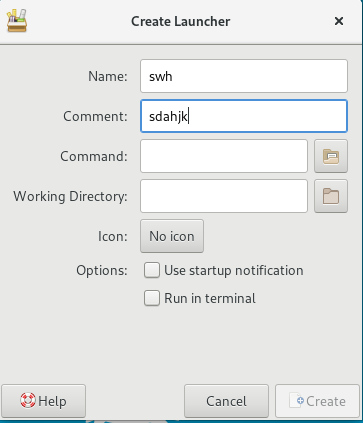 Create Launcher
Name: swh
Comment: sdahjk
Command:
Working Directory:
Icon: No icon
Options: Use startup notification
Run in terminal
Help Cancel Create